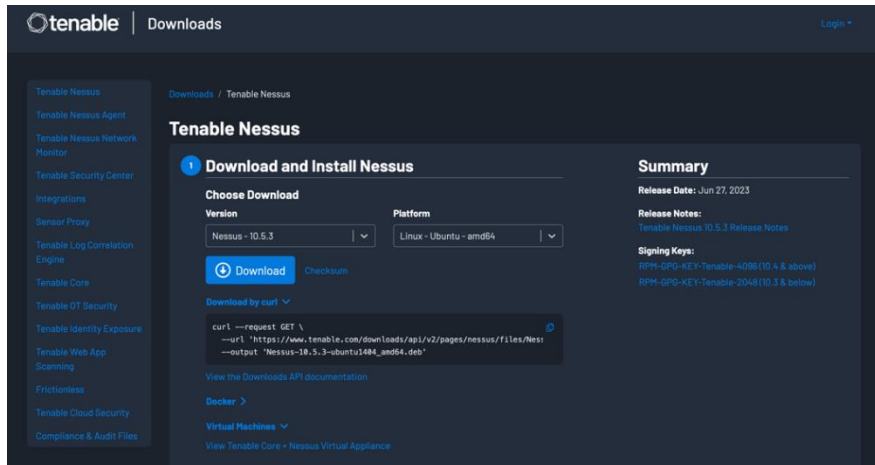 tenable Downloads
Login
Tenable Nessus
Tenable Nessus Agent
Tenable Nessus Network
Monitor
Tenable Security Center
Integrations
Sensor Proxy
Tenable Log Correlation
Engine
Tenable Core
Tenable OT Security
Tenable Identity Exposure
Tenable Web App
Scanning
Frictionless
Tenable Cloud Security
Compliance & Audit Files
Downloads / Tenable Nessus
Tenable Nessus
1 Download and Install Nessus
Choose Download
Version Platform
Nessus - 10.5.3 Linux - Ubuntu - amd64
Download Checksum
Download by curl
curl --request GET \
--url 'https://www.tenable.com/downloads/api/v2/pages/nessus/files/Ness
--output 'Nessus-10.5.3-ubuntu1404_amd64.deb'
View the Downloads API documentation
Docker
Virtual Machines
View Tenable Core + Nessus Virtual Appliance
Summary
Release Date: Jun 27, 2023
Release Notes:
Tenable Nessus 10.5.3 Release Notes
Signing Keys:
RPM-GPG-KEY-Tenable-4096 (10.4 & above)
RPM-GPG-KEY-Tenable-2048 (10.3 & below)